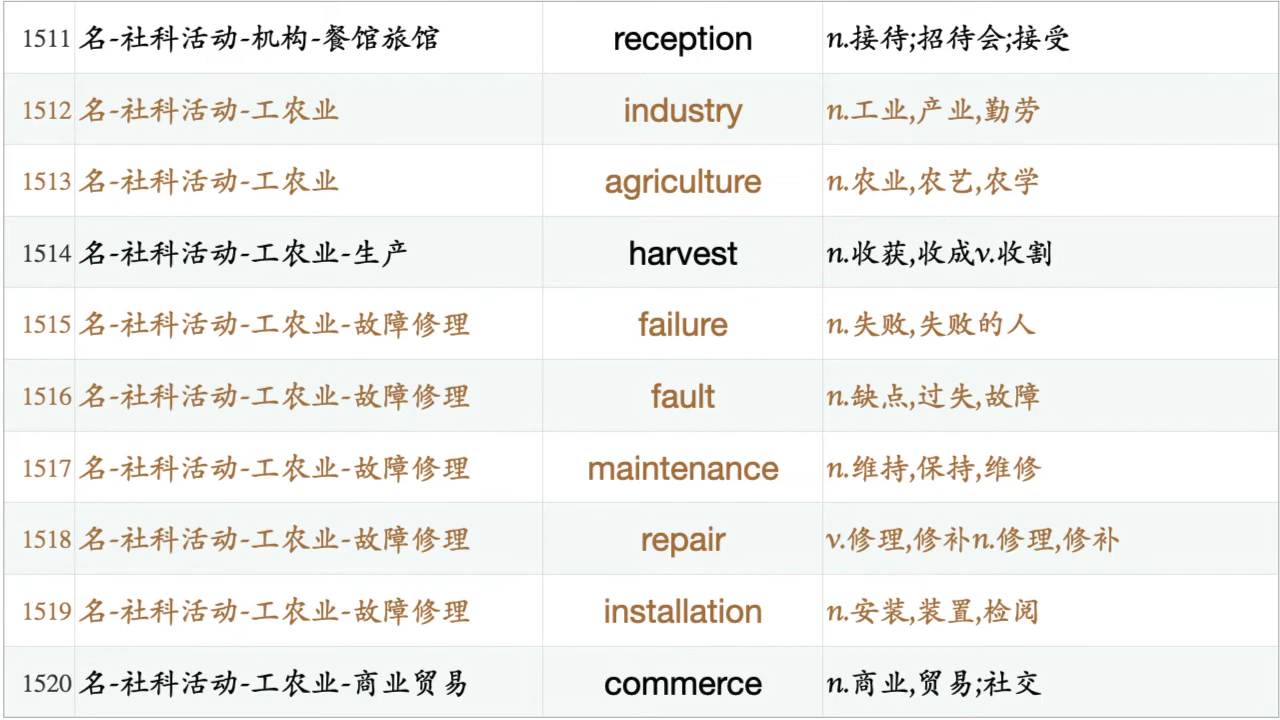 1511 名-社科活动-机构-餐馆旅馆 reception n.接待;招待会;接受
1512 名-社科活动-工农业 industry n.工业,产业,勤劳
1513 名-社科活动-工农业 agriculture n.农业,农艺,农学
1514 名-社科活动-工农业-生产 harvest n.收获,收成v.收割
1515 名-社科活动-工农业-故障修理 failure n.失败,失败的人
1516 名-社科活动-工农业-故障修理 fault n.缺点,过失,故障
1517 名-社科活动-工农业-故障修理 maintenance n.维持,保持,维修
1518 名-社科活动-工农业-故障修理 repair v.修理,修补n.修理,修补
1519 名-社科活动-工农业-故障修理 installation n.安装,装置,检阅
1520 名-社科活动-工农业-商业贸易 commerce n.商业,贸易;社交